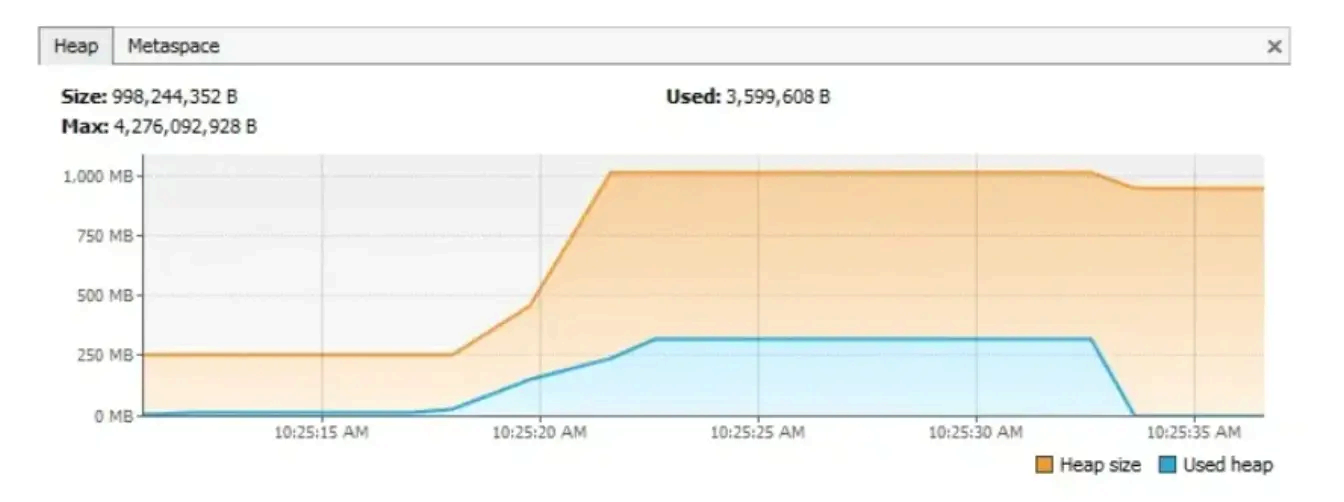 Heap Metaspace ×
Size: 998,244,352 B Used: 3,599,608 B
Max: 4,276,092,928 B
1,000 MB
750 MB
500 MB
250 MB
0 MB
10:25:15 AM 10:25:20 AM 10:25:25 AM 10:25:30 AM 10:25:35 AM
Heap size Used heap